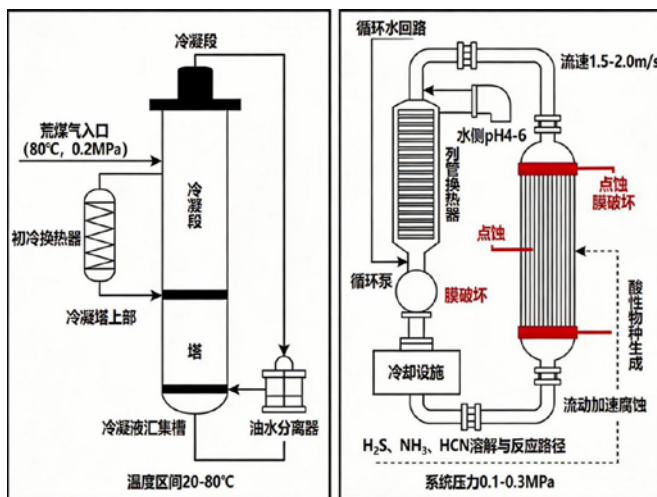 冷凝段
荒煤气入口
(80℃,0.2MPa)
冷凝段
初冷换热器
冷凝塔上部
塔
冷凝液汇集槽
油水分离器
温度区间20-80℃
循环水回路
流速1.5-2.0m/s
水侧pH4-6
列管换热器
点蚀
膜破坏
点蚀
循环泵
膜破坏
酸性物种生成
冷却设施
流动加速腐蚀
H₂S、NH₃、HCN溶解与反应路径
系统压力0.1-0.3MPa